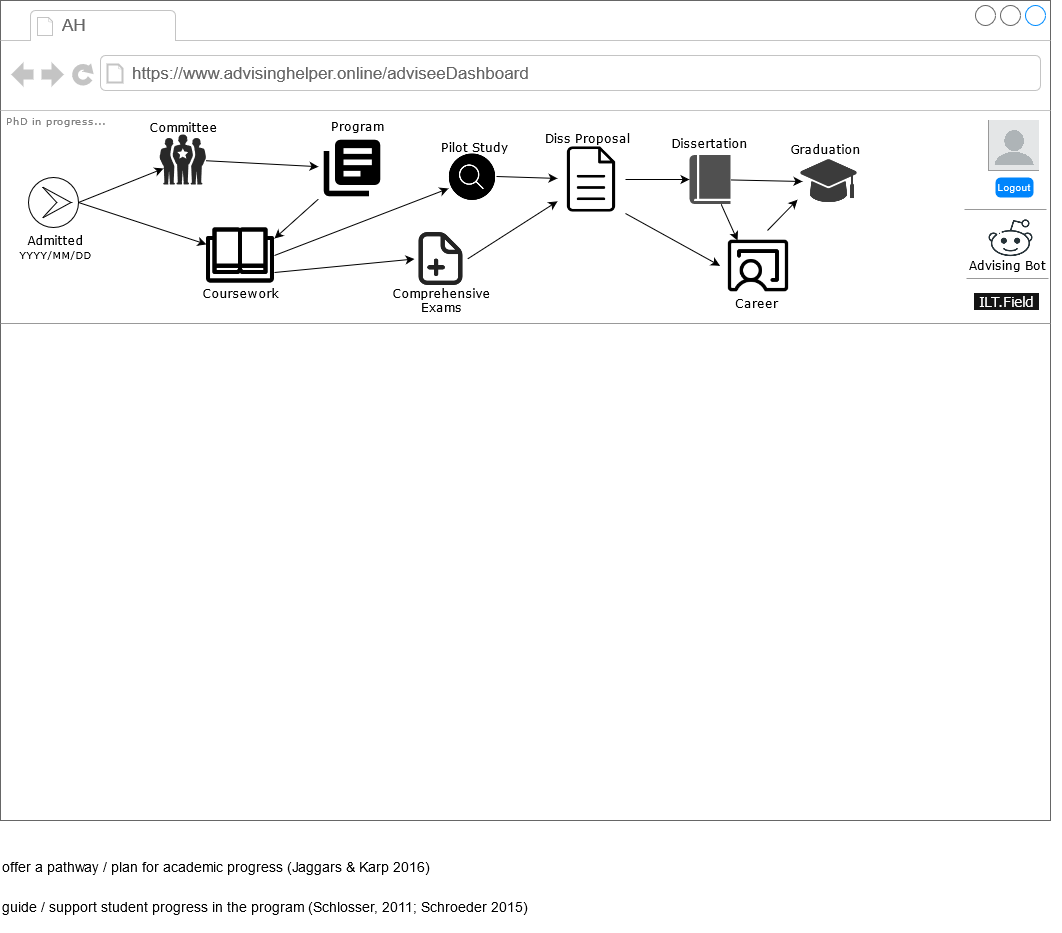 AH
https://www.advisinghelper.online/adviseeDashboard
PhD in progress...
Committee
Program
Pilot Study
Diss Proposal
Dissertation
Graduation
Logout
Admitted
YYYY/MM/DD
Coursework
Comprehensive
Exams
Career
Advising Bot
ILT.Field
offer a pathway / plan for academic progress (Jaggars & Karp 2016)
guide / support student progress in the program (Schlosser, 2011; Schroeder 2015)